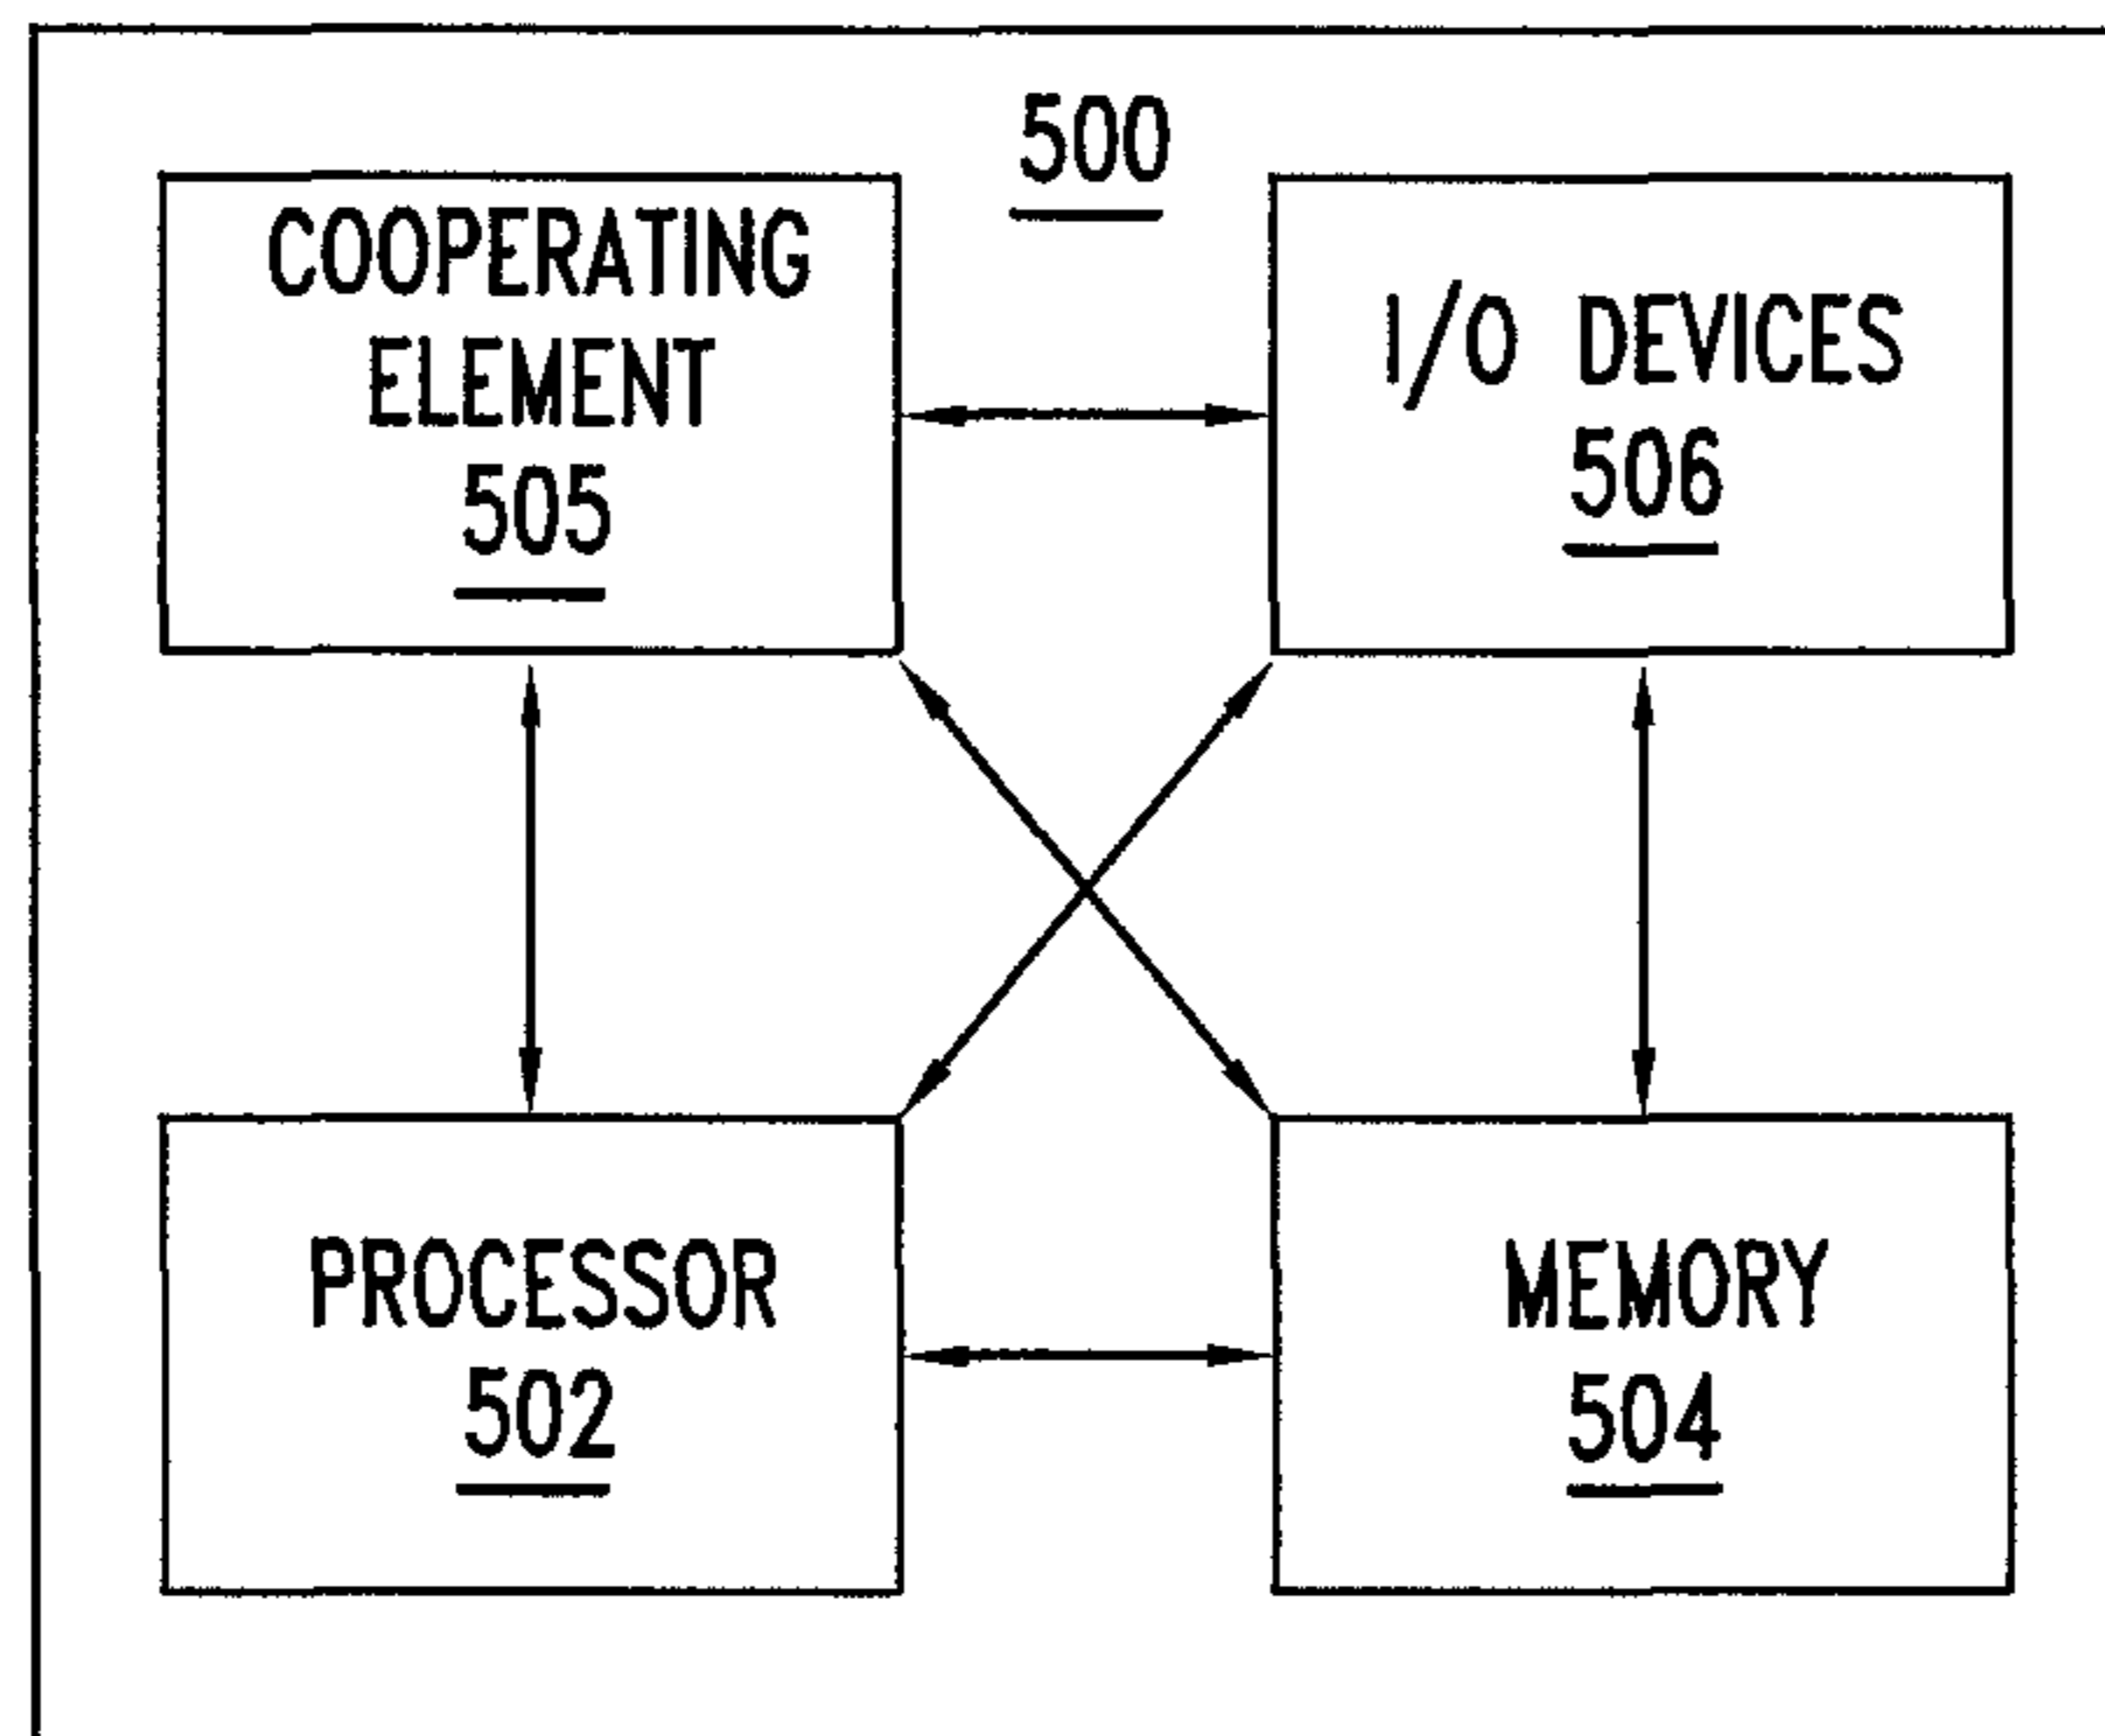 500
COOPERATING
ELEMENT
505
I/O DEVICES
506
PROCESSOR
502
MEMORY
504